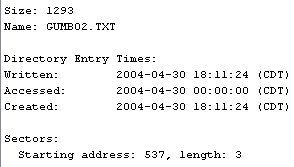 Size: 1293
Name: GUMB02.TXT
Directory Entry Times:
Written: 2004-04-30 18:11:24 (CDT)
Accessed: 2004-04-30 00:00:00 (CDT)
Created: 2004-04-30 18:11:24 (CDT)
Sectors:
Starting address: 537, length: 3